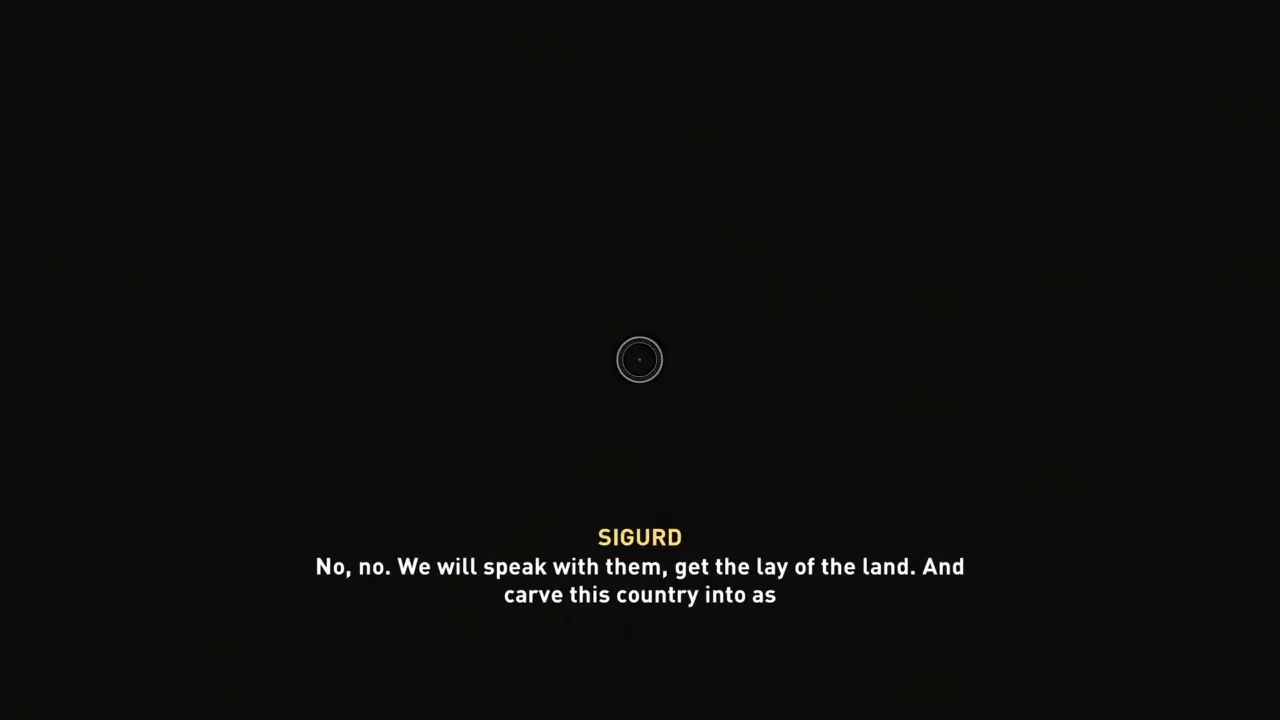 SIGURD
No, no. We will speak with them, get the lay of the land. And
carve this country into as